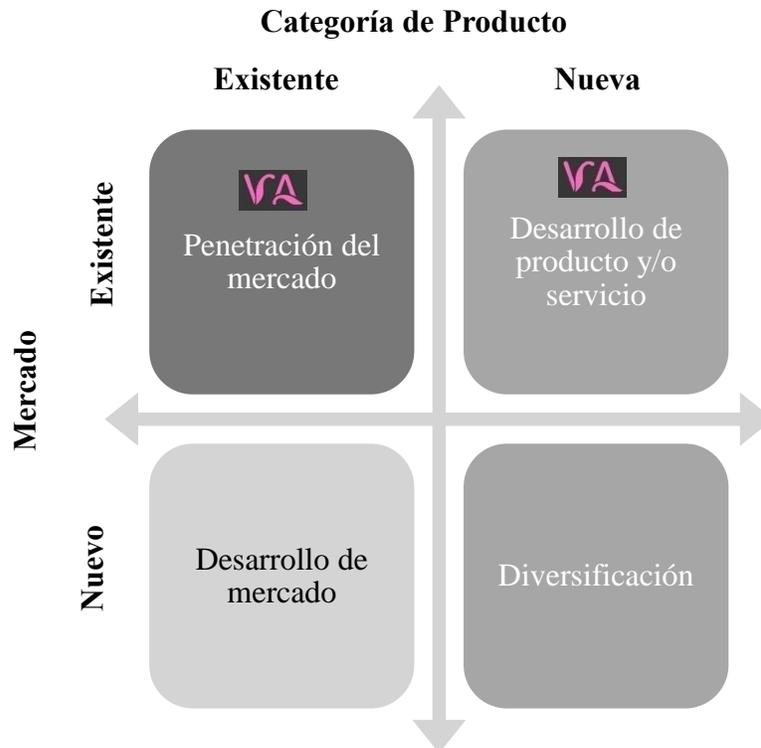 Categoría de Producto
Existente
Nueva
Mercado
Existente
VA
Penetración del
mercado
VA
Desarrollo de
producto y/o
servicio
Nuevo
Desarrollo de
mercado
Diversificación